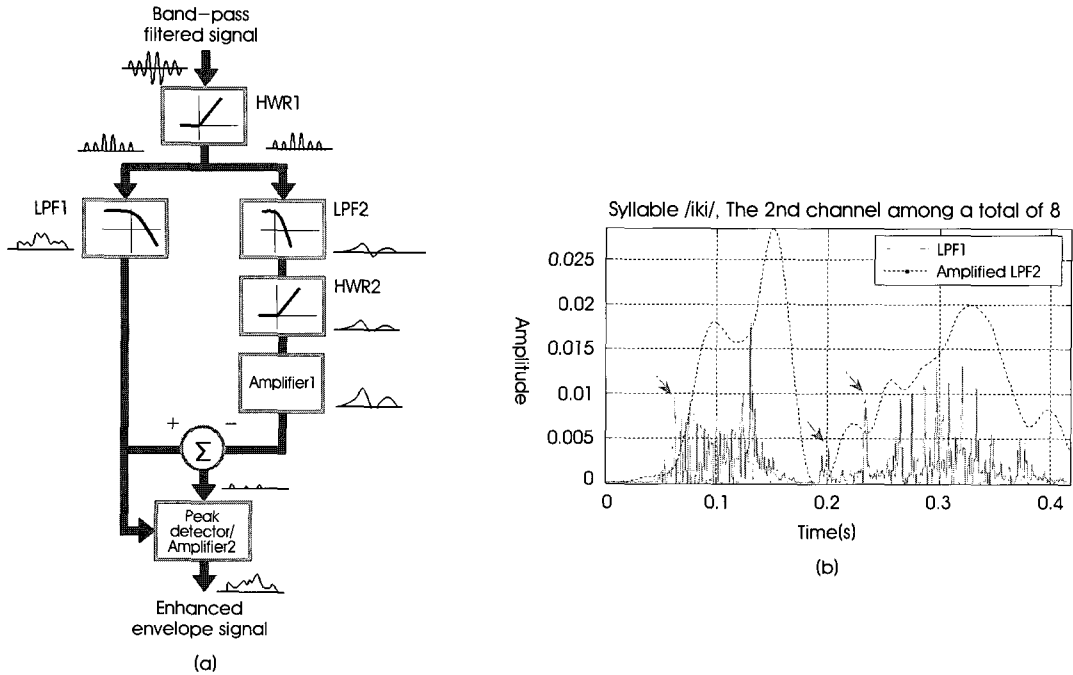 Band-pass
filtered signal
HWR1
LPF1
LPF2
HWR2
Amplifier1
+
−
Σ
Peak
detector/
Amplifier2
Enhanced
envelope signal
(a)
Syllable /iki/, The 2nd channel among a total of 8
LPF1
Amplified LPF2
Amplitude
0.025
0.02
0.015
0.01
0.005
0
0 0.1 0.2 0.3 0.4
Time(s)
(b)